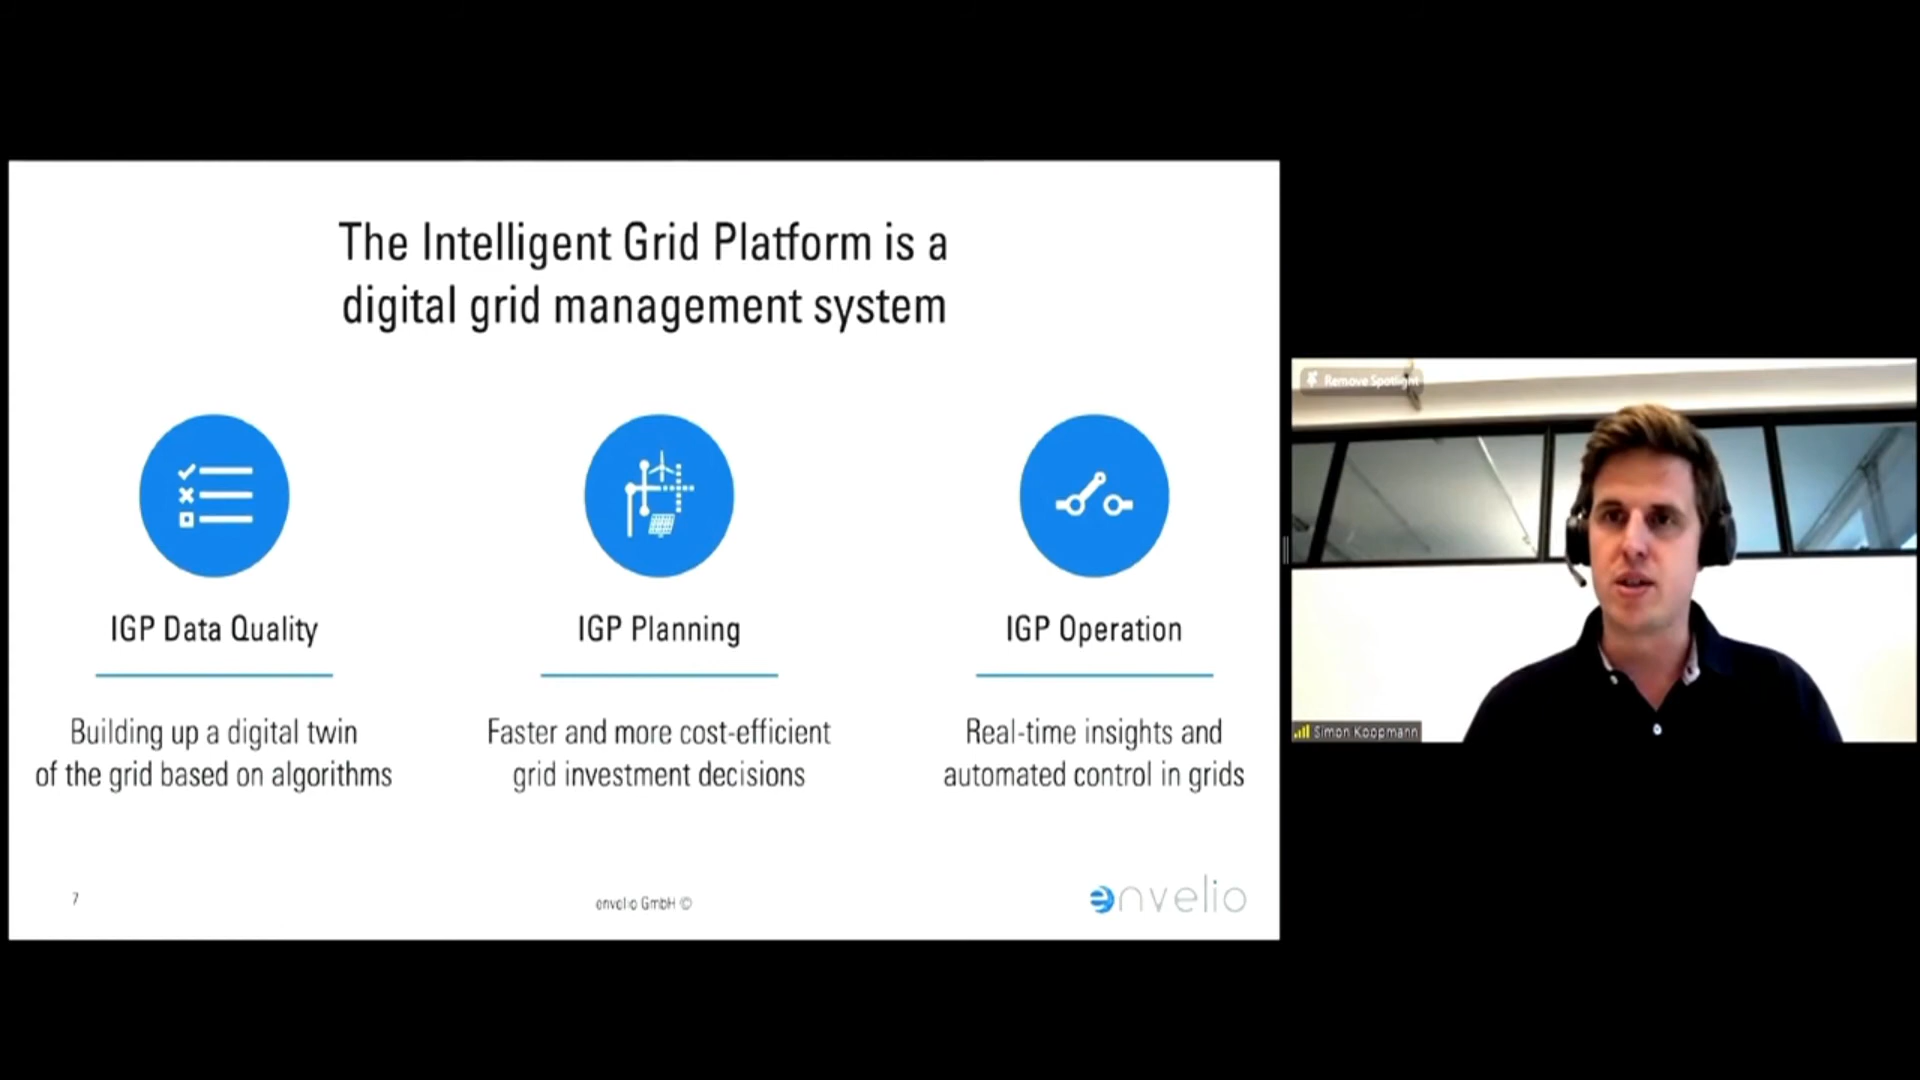 The Intelligent Grid Platform is a
digital grid management system
IGP Data Quality
Building up a digital twin
of the grid based on algorithms
IGP Planning
Faster and more cost-efficient
grid investment decisions
IGP Operation
Real-time insights and
automated control in grids
7
envelio GmbH ©
envelio
Remove Spotlight
Simon Koopmann